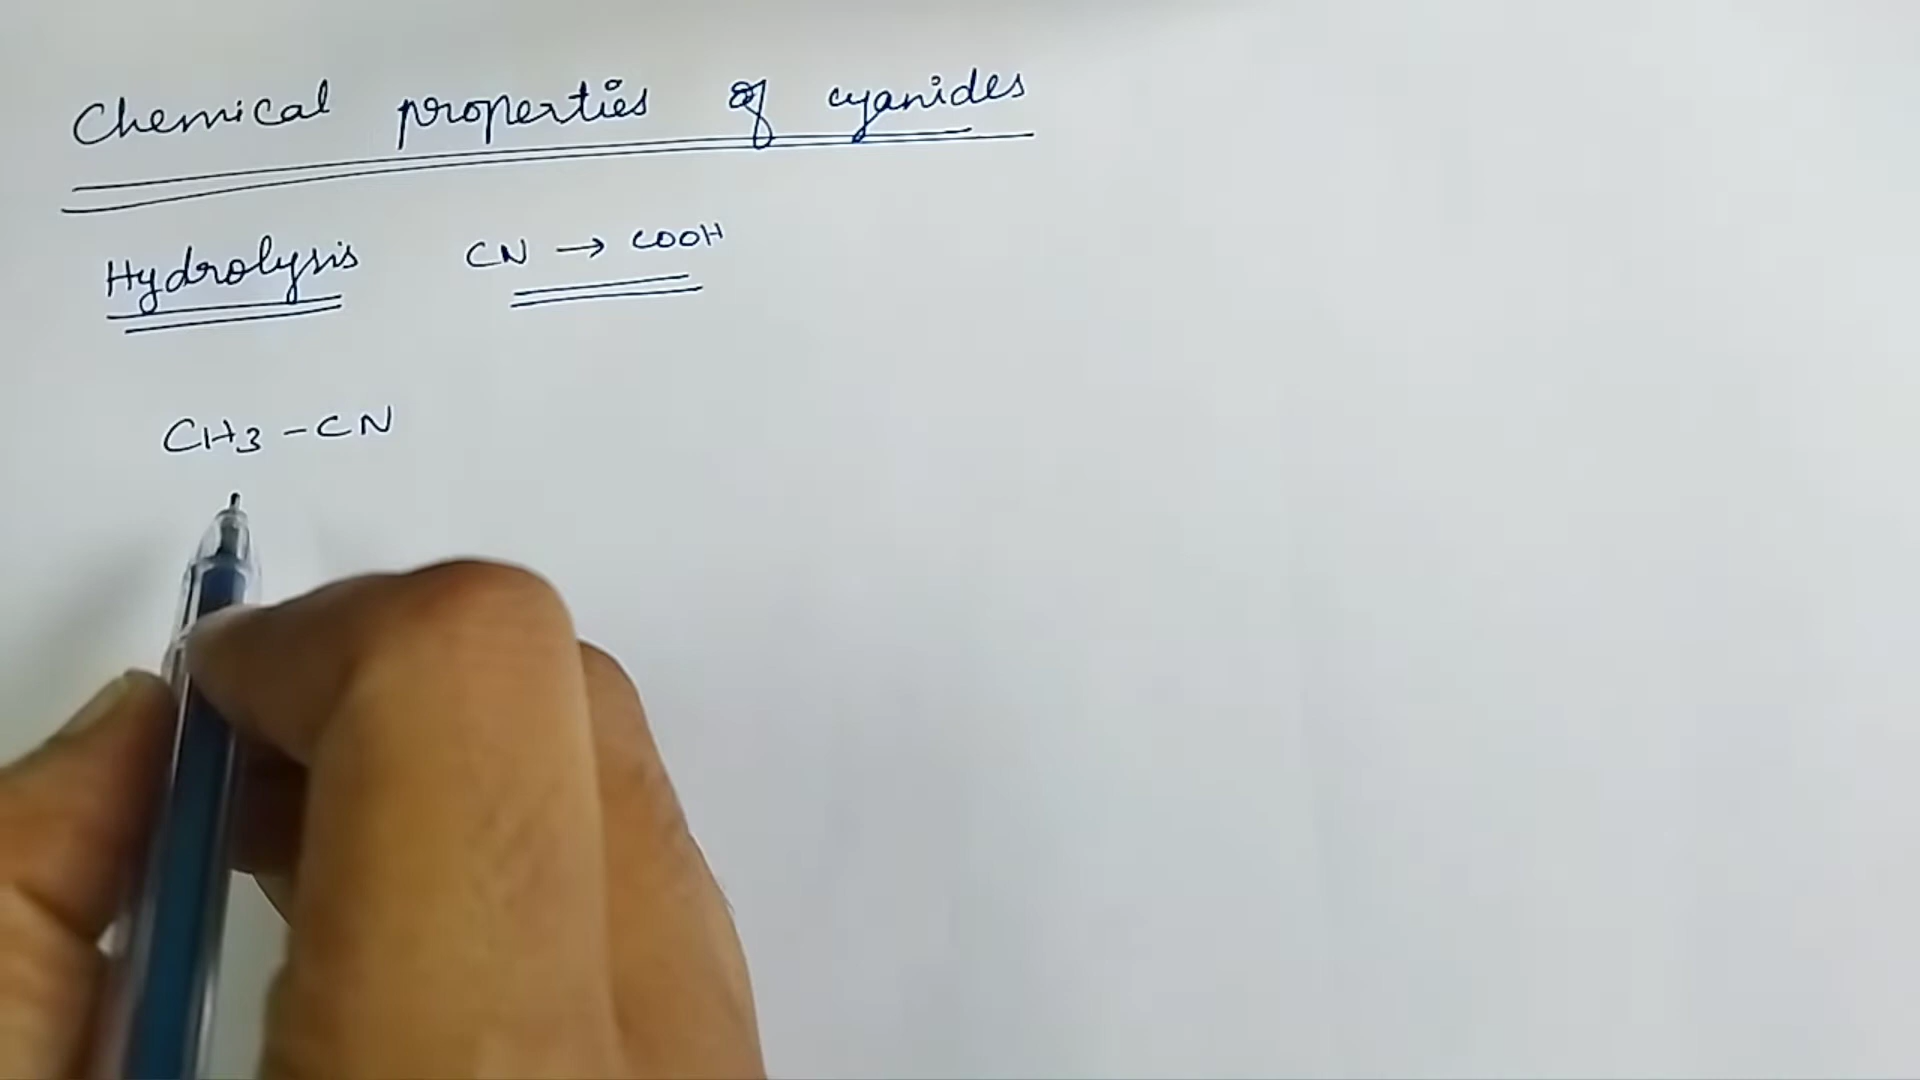 Chemical properties of cyanides
Hydrolysis CN → COOH
CH3 - CN